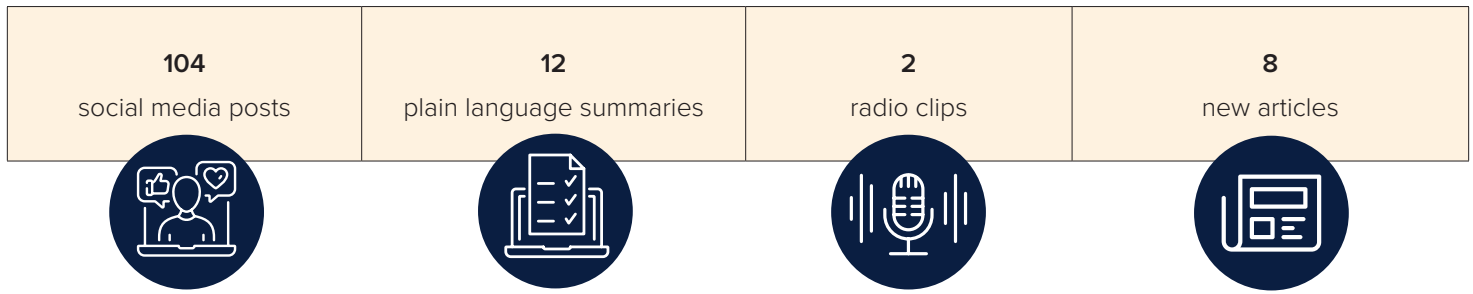 104
social media posts
12
plain language summaries
2
radio clips
8
new articles